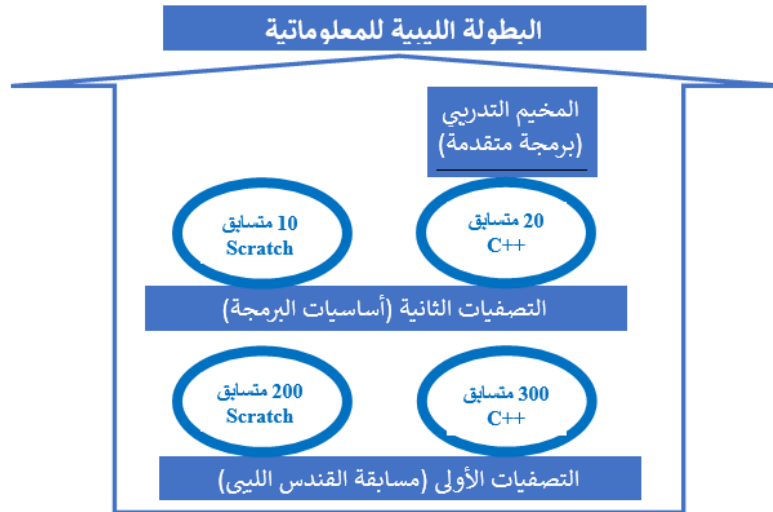 البطولة الليبية للمعلوماتية
المخيم التدريبي
(برمجة متقدمة)
20 متسابق
C++
10 متسابق
Scratch
التصفيات الثانية (أساسيات البرمجة)
300 متسابق
C++
200 متسابق
Scratch
التصفيات الأولى (مسابقة القندس الليبي)